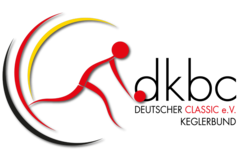 dkbc
DEUTSCHER CLASSIC e.V.
KEGLERBUND